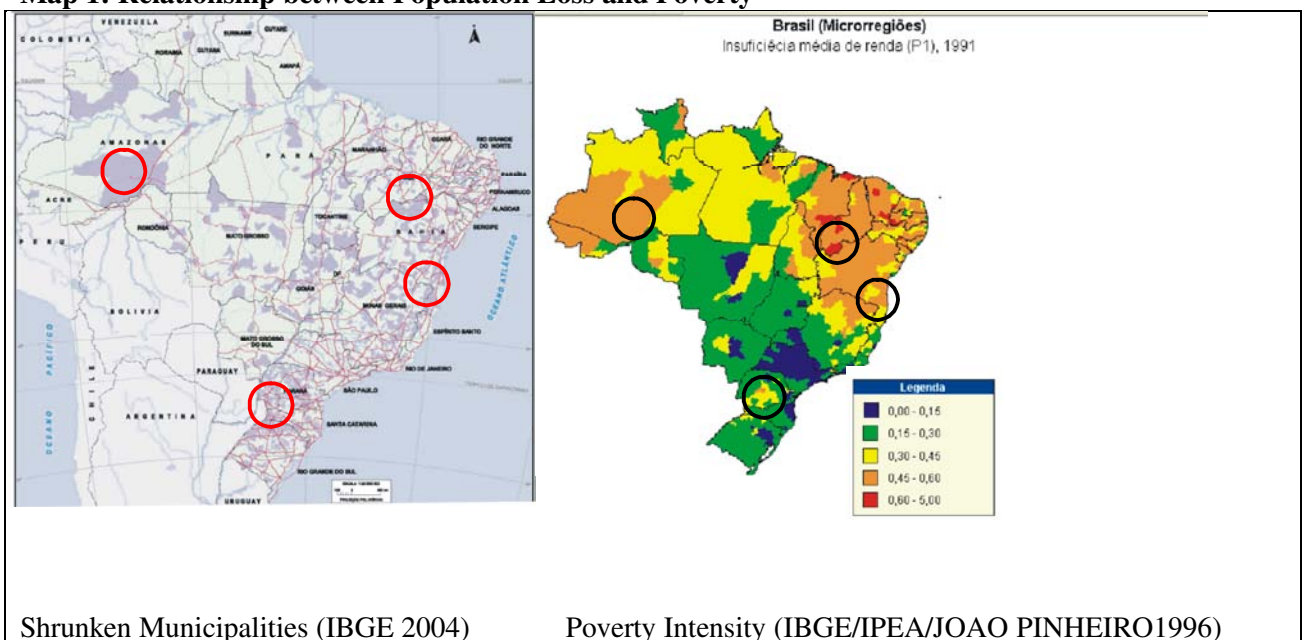 Map 1: Relationship between Population Loss and Poverty
VENEZUELA
COLOMBIA
SURINAME
GUYANE
GUYANA
RORAIMA
AMAPÁ
AMAZONAS
PARÁ
MARANHÃO
CEARÁ
RIO GRANDE
DO NORTE
PARAÍBA
PERNAMBUCO
ALAGOAS
SERGIPE
ACRE
PERU
RONDÔNIA
MATO GROSSO
TOCANTINS
BAHIA
DF
GOIÁS
MINAS GERAIS
BOLIVIA
ESPÍRITO SANTO
MATO GROSSO
DO SUL
RIO DE JANEIRO
PARAGUAY
SÃO PAULO
PARANÁ
SANTA CATARINA
CHILE
ARGENTINA
RIO GRANDE DO SUL
URUGUAY
OCEANO PACÍFICO
OCEANO ATLÂNTICO
Brasil (Microrregiões)
Insuficiécia média de renda (P1), 1991
Legenda
0,00 - 0,15
0,15 - 0,30
0,30 - 0,45
0,45 - 0,60
0,60 - 5,00
Shrunken Municipalities (IBGE 2004)
Poverty Intensity (IBGE/IPEA/JOAO PINHEIRO1996)